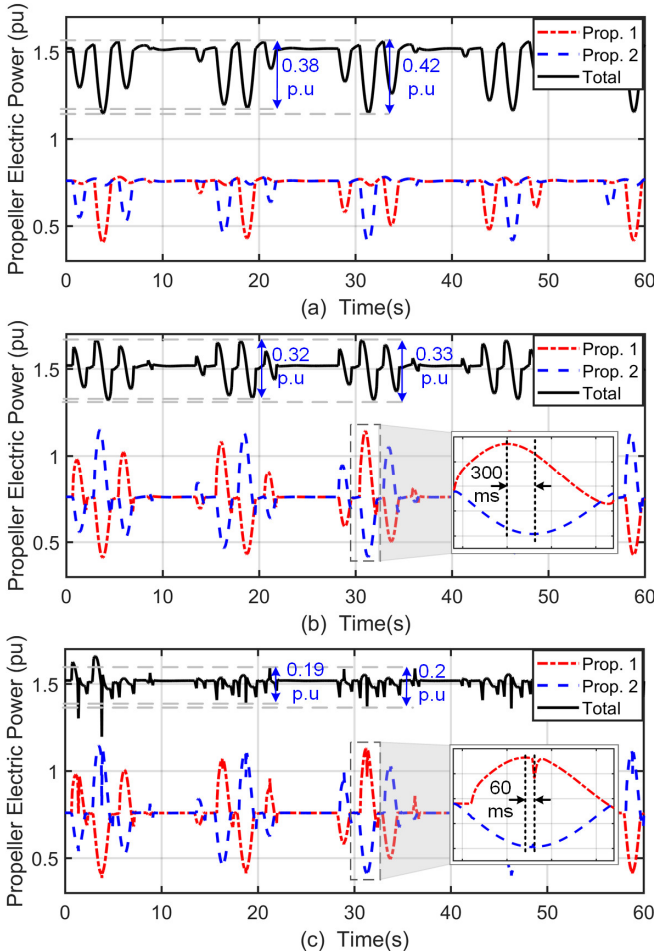 Propeller Electric Power (pu)
1.5
1
0.5
0.38
p.u
0.42
p.u
Prop. 1
Prop. 2
Total
0 10 20 30 40 50 60
(a) Time(s)
Propeller Electric Power (pu)
1.5
1
0.5
0.32
p.u
0.33
p.u
Prop. 1
Prop. 2
Total
300
ms
0 10 20 30 40 50 60
(b) Time(s)
Propeller Electric Power (pu)
1.5
1
0.5
0.19
p.u
0.2
p.u
Prop. 1
Prop. 2
Total
60
ms
0 10 20 30 40 50 60
(c) Time(s)